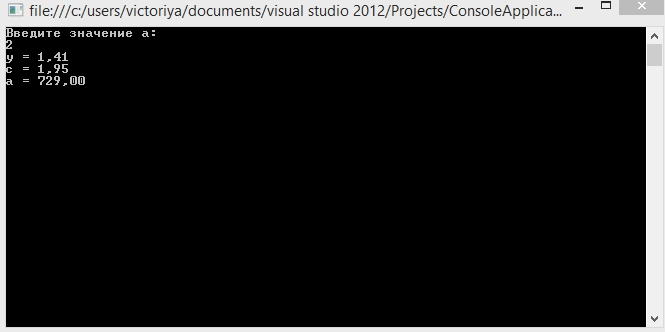 file:///c:/users/victoriya/documents/visual studio 2012/Projects/ConsoleApplica...
Введите значение a:
2
y = 1,41
c = 1,95
a = 729,00